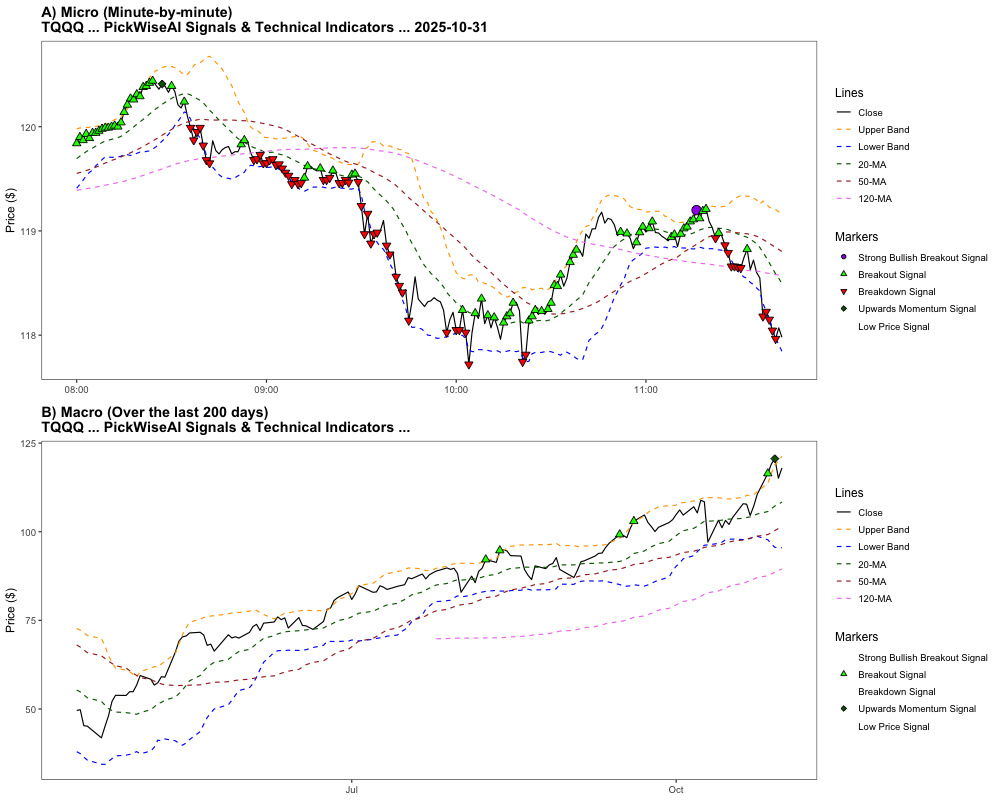 A) Micro (Minute-by-minute)
TQQQ ... PickWiseAI Signals & Technical Indicators ... 2025-10-31
Price ($)
120
119
118
08:00
09:00
10:00
11:00
Lines
Close
Upper Band
Lower Band
20-MA
50-MA
120-MA
Markers
Strong Bullish Breakout Signal
Breakout Signal
Breakdown Signal
Upwards Momentum Signal
Low Price Signal
B) Macro (Over the last 200 days)
TQQQ ... PickWiseAI Signals & Technical Indicators ...
Price ($)
125
100
75
50
Jul
Oct
Lines
Close
Upper Band
Lower Band
20-MA
50-MA
120-MA
Markers
Strong Bullish Breakout Signal
Breakout Signal
Breakdown Signal
Upwards Momentum Signal
Low Price Signal